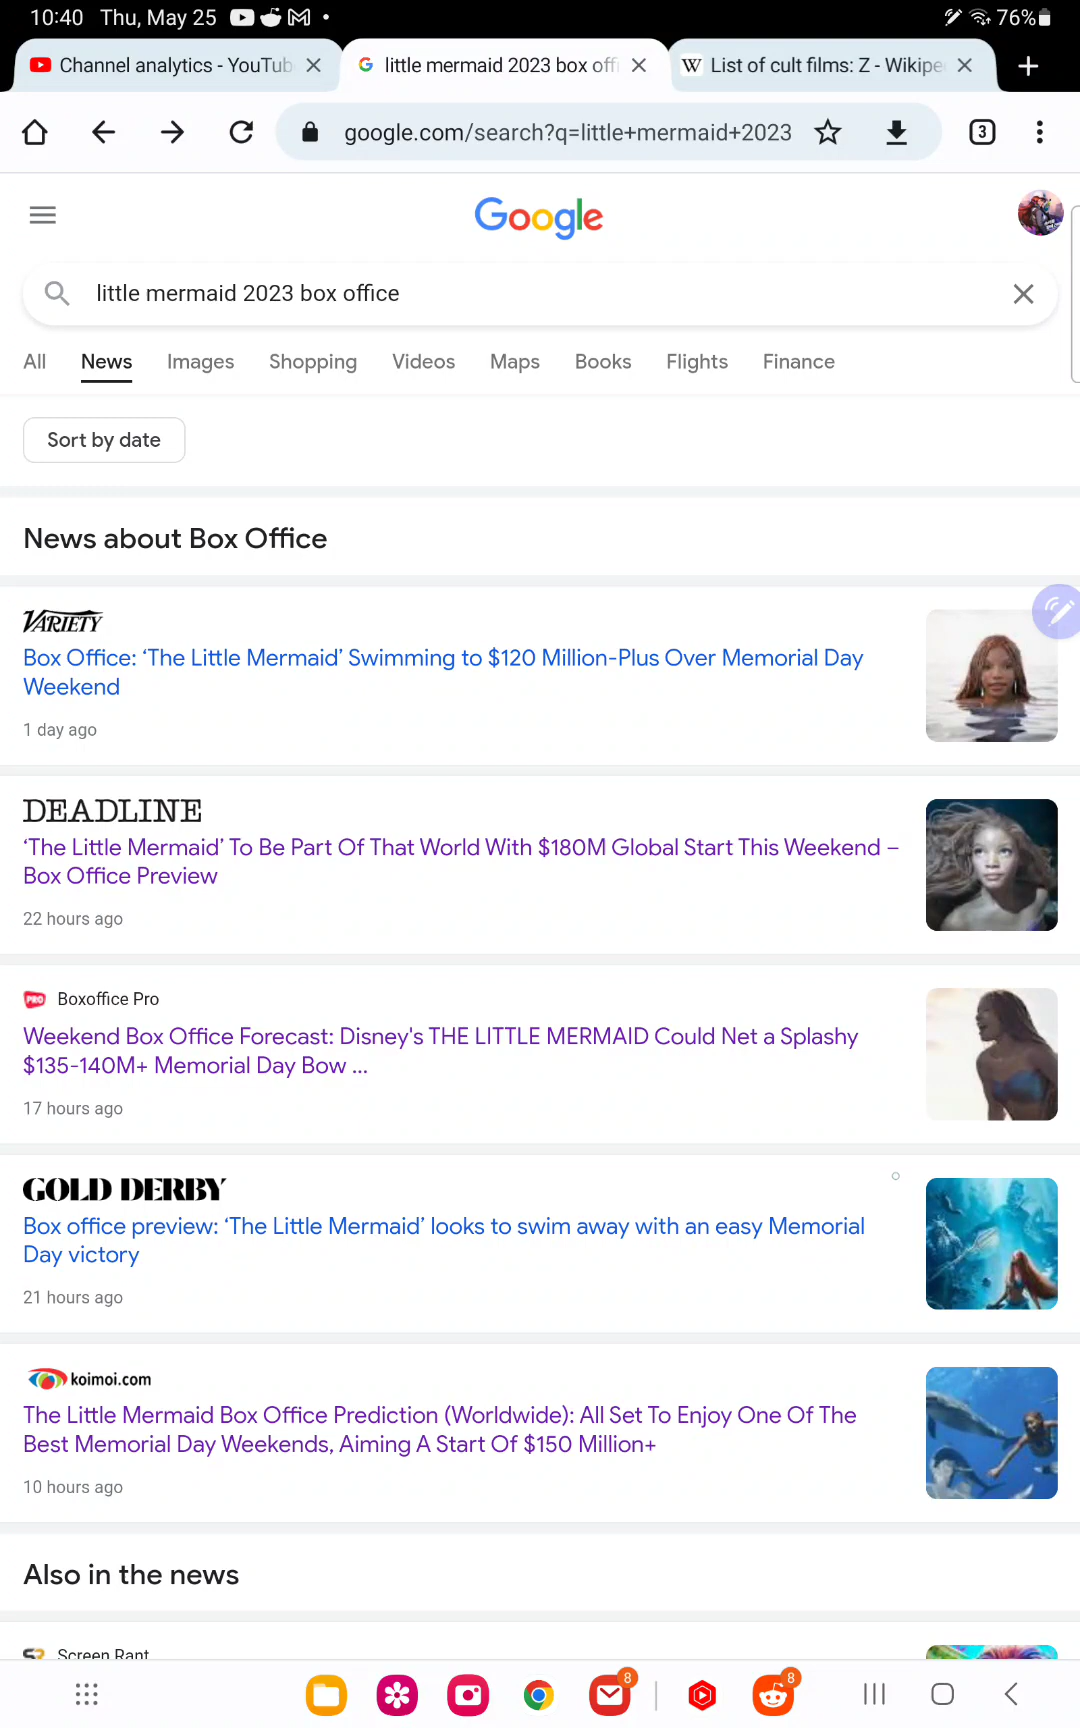 10:40 Thu, May 25 76%
Channel analytics - YouTub
little mermaid 2023 box offi
W List of cult films: Z - Wikipe
google.com/search?q=little+mermaid+2023
3
Google
little mermaid 2023 box office
All News Images Shopping Videos Maps Books Flights Finance
Sort by date
News about Box Office
VARIETY
Box Office: ‘The Little Mermaid’ Swimming to $120 Million-Plus Over Memorial Day
Weekend
1 day ago
DEADLINE
‘The Little Mermaid’ To Be Part Of That World With $180M Global Start This Weekend –
Box Office Preview
22 hours ago
PRO Boxoffice Pro
Weekend Box Office Forecast: Disney's THE LITTLE MERMAID Could Net a Splashy
$135-140M+ Memorial Day Bow ...
17 hours ago
GOLD DERBY
Box office preview: ‘The Little Mermaid’ looks to swim away with an easy Memorial
Day victory
21 hours ago
koimoi.com
The Little Mermaid Box Office Prediction (Worldwide): All Set To Enjoy One Of The
Best Memorial Day Weekends, Aiming A Start Of $150 Million+
10 hours ago
Also in the news
Screen Rant
8
8